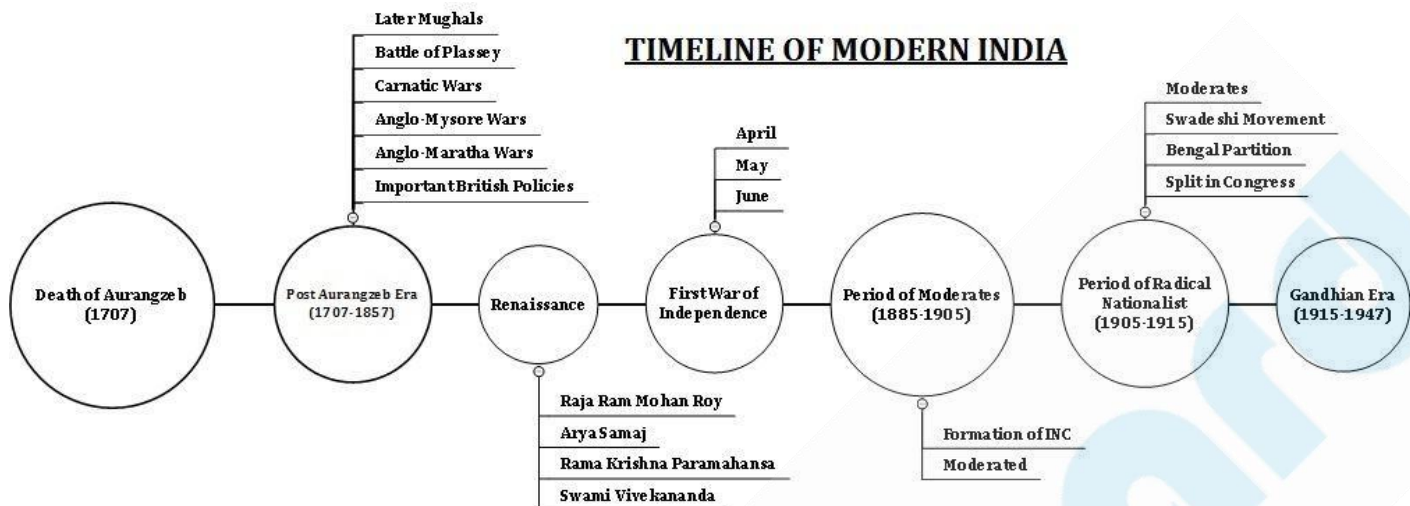 TIMELINE OF MODERN INDIA
Later Mughals
Battle of Plassey
Carnatic Wars
Anglo-Mysore Wars
Anglo-Maratha Wars
Important British Policies
April
May
June
Moderates
Swadeshi Movement
Bengal Partition
Split in Congress
Death of Aurangzeb
(1707)
Post Aurangzeb Era
(1707-1857)
Renaissance
First War of
Independence
Period of Moderates
(1885-1905)
Period of Radical
Nationalist
(1905-1915)
Gandhian Era
(1915-1947)
Raja Ram Mohan Roy
Arya Samaj
Rama Krishna Paramahansa
Swami Vivekananda
Formation of INC
Moderated